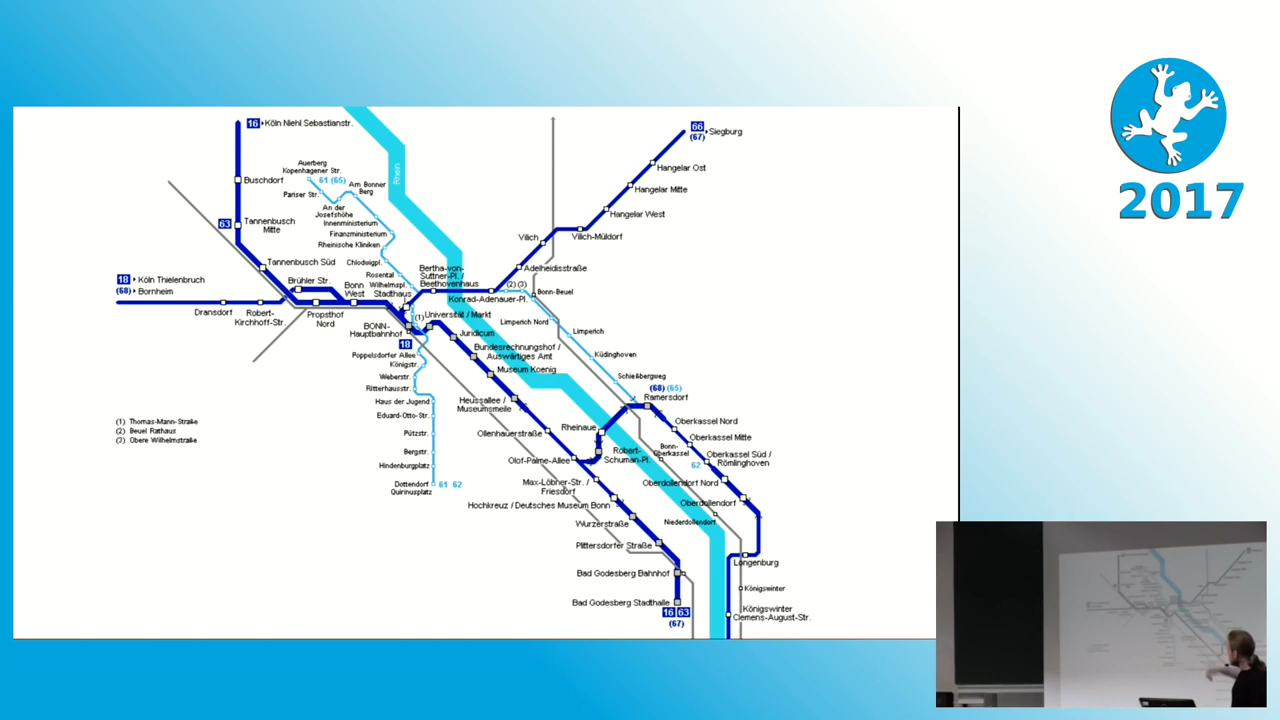 16 Köln Niehl Sebastianstr.
66
(67)
Siegburg
Auerberg
Kopenhagener Str.
61 (65)
Pariser Str.
Am Bonner
Berg
An der
Josefshöhe
Innenministerium
Finanzministerium
Rheinische Kliniken
Chlodwigpl.
Rosental
Wilhelmspl.
Rhein
Buschdorf
63
Tannenbusch
Mitte
Tannenbusch Süd
Hangelar Ost
Hangelar Mitte
Hangelar West
Vilich
Vilich-Müldorf
Adelheidisstraße
18 Köln Thielenbruch
(68) Bornheim
Brühler Str.
Bonn
West
Stadthaus
Bertha-von-
Suttner-Pl. /
Beethovenhaus
(2) (3)
Bonn-Beuel
Konrad-Adenauer-Pl.
Dransdorf
Robert-
Kirchhoff-Str.
Propsthof
Nord
BONN-
Hauptbahnhof
(1)
Universität / Markt
Juridicum
Limperich Nord
Limperich
18
Bundesrechnungshof /
Auswärtiges Amt
Poppelsdorfer Allee
Königstr.
Museum Koenig
Küdinghoven
Weberstr.
Ritterhausstr.
Schießbergweg
(68) (65)
Ramersdorf
Haus der Jugend
Eduard-Otto-Str.
Heussallee /
Museumsmeile
Oberkassel Nord
(1) Thomas-Mann-Straße
(2) Beuel Rathaus
(3) Obere Wilhelmstraße
Pützstr.
Ollenhauerstraße
Rheinaue
Oberkassel Mitte
Bergstr.
Hindenburgplatz
Olof-Palme-Allee
Robert-
Schuman-Pl.
Bonn-
Oberkassel
62
Oberkassel Süd /
Römlinghoven
Dottendorf
Quirinusplatz
61 62
Max-Löbner-Str. /
Friesdorf
Oberdollendorf Nord
Hochkreuz / Deutsches Museum Bonn
Oberdollendorf
Wurzerstraße
Niederdollendorf
Plittersdorfer Straße
Longenburg
Bad Godesberg Bahnhof
Königswinter
Bad Godesberg Stadthalle
16 63
(67)
Königswinter
Clemens-August-Str.
2017